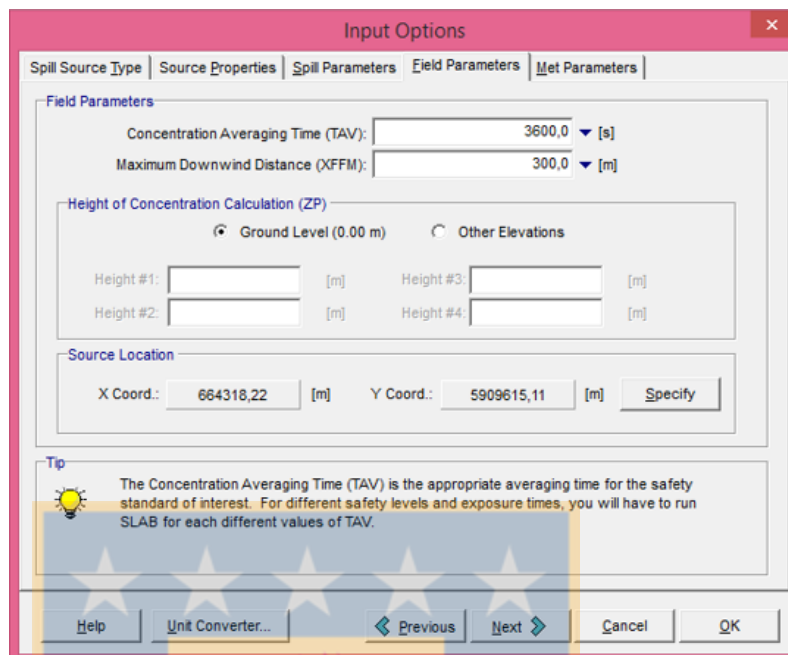 Input Options
Spill Source Type Source Properties Spill Parameters Field Parameters Met Parameters
Field Parameters
Concentration Averaging Time (TAV): 3600,0 [s]
Maximum Downwind Distance (XFFM): 300,0 [m]
Height of Concentration Calculation (ZP)
Ground Level (0.00 m) Other Elevations
Height #1: [m] Height #3: [m]
Height #2: [m] Height #4: [m]
Source Location
X Coord.: 664318,22 [m] Y Coord.: 5909615,11 [m] Specify
Tip
The Concentration Averaging Time (TAV) is the appropriate averaging time for the safety
standard of interest. For different safety levels and exposure times, you will have to run
SLAB for each different values of TAV.
Help Unit Converter... Previous Next Cancel OK